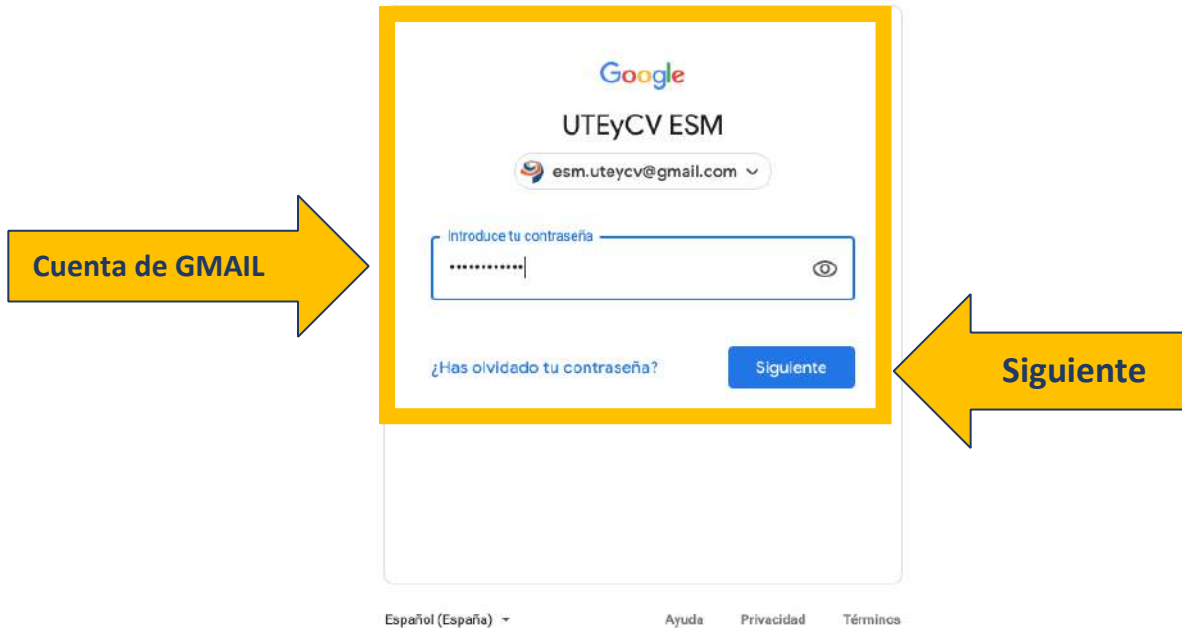 Google
UTEyCV ESM
esm.uteycv@gmail.com
Introduce tu contraseña
••••••••••••
Cuenta de GMAIL
¿Has olvidado tu contraseña?
Siguiente
Siguiente
Español (España)
Ayuda Privacidad Términos